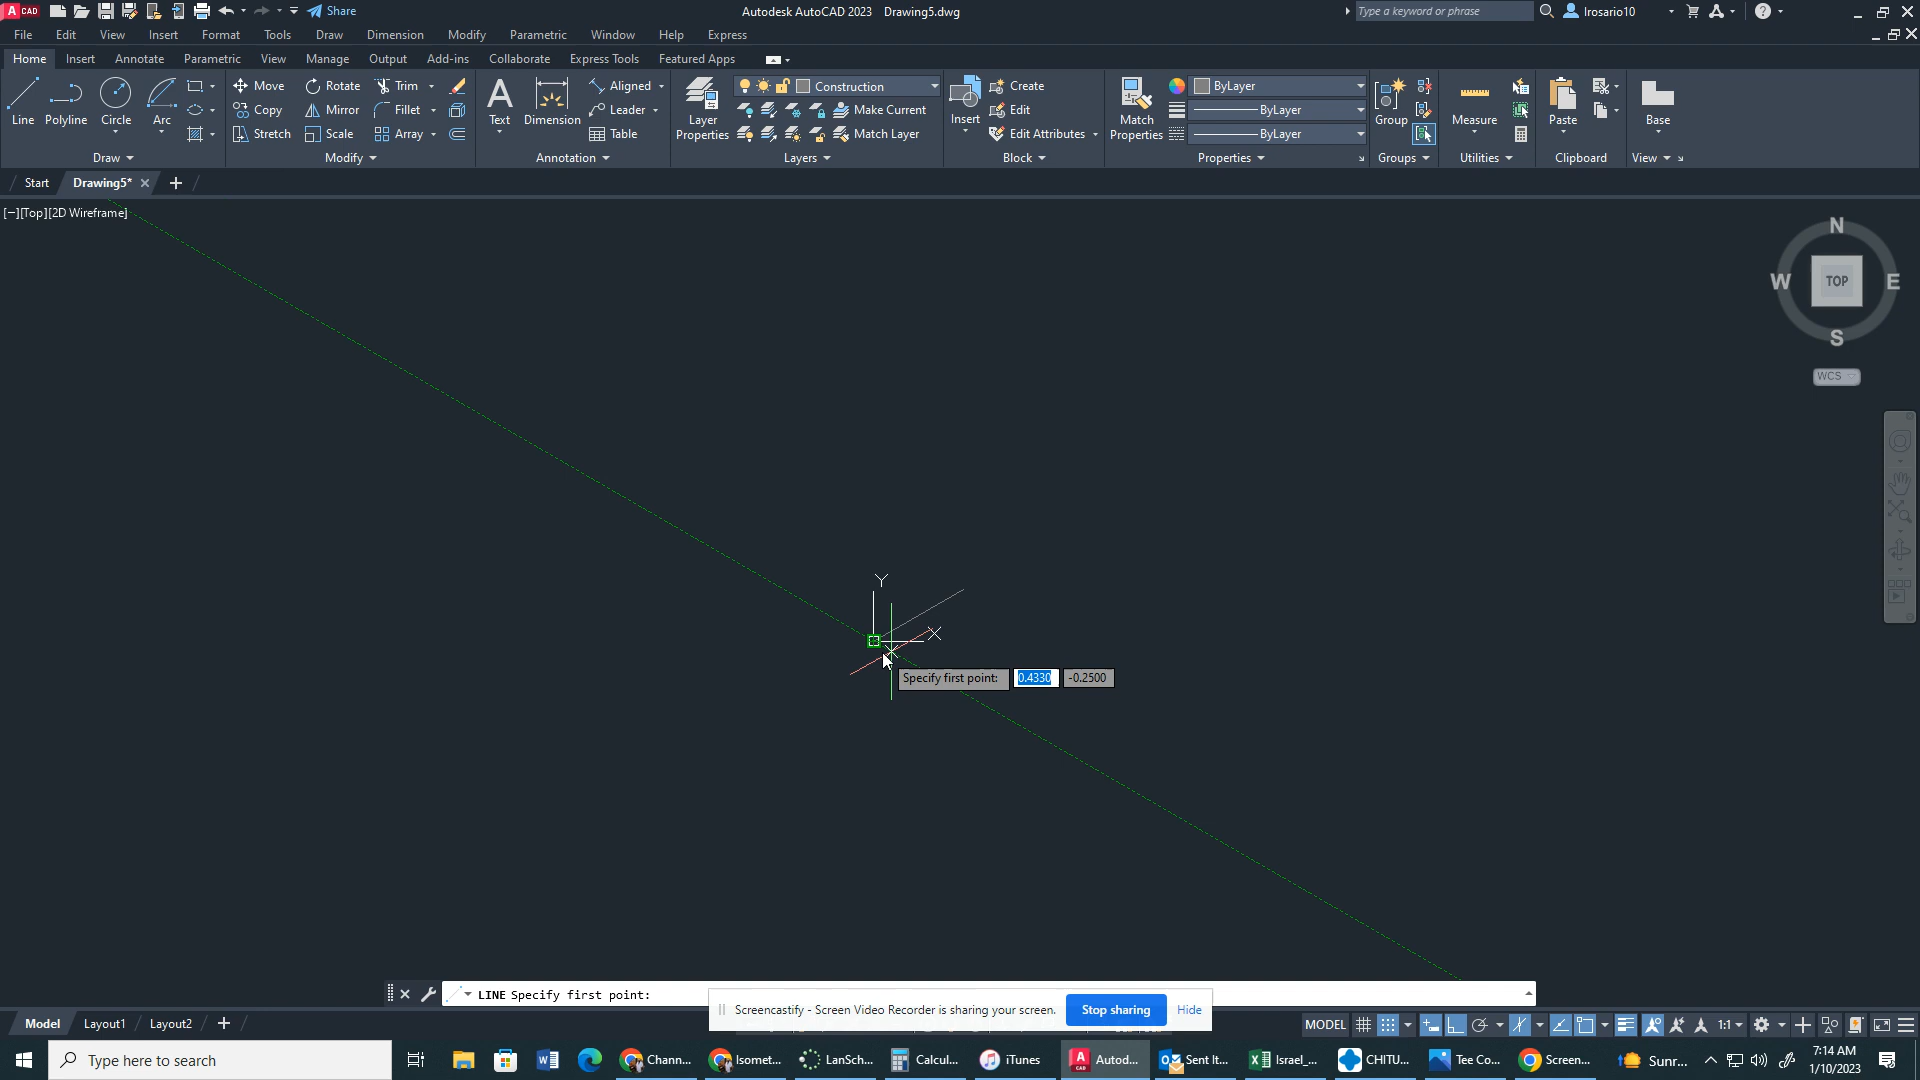 A CAD Share Autodesk AutoCAD 2023 Drawing5.dwg Type a keyword or phrase lrosario10
File Edit View Insert Format Tools Draw Dimension Modify Parametric Window Help Express
Home Insert Annotate Parametric View Manage Output Add-ins Collaborate Express Tools Featured Apps
Line Polyline Circle Arc
Move Rotate Trim
Copy Mirror Fillet
Stretch Scale Array
Text Dimension
Aligned
Leader
Table
Layer Properties
Construction
Make Current
Match Layer
Insert
Create
Edit
Edit Attributes
Match Properties
ByLayer
ByLayer
ByLayer
Group
Measure
Paste
Base
Draw Modify Annotation Layers Block Properties Groups Utilities Clipboard View
Start Drawing5*
[−][Top][2D Wireframe]
N
W TOP E
S
WCS
Y
X
Specify first point: 0.4330 -0.2500
LINE Specify first point:
Screencastify - Screen Video Recorder is sharing your screen. Stop sharing Hide
Model Layout1 Layout2 MODEL 1:1
Type here to search Chann... Isomet... LanSch... Calcul... iTunes Autod... Sent It... Israel_... CHITU... Tee Co... Screen... Sunr...
7:14 AM
1/10/2023